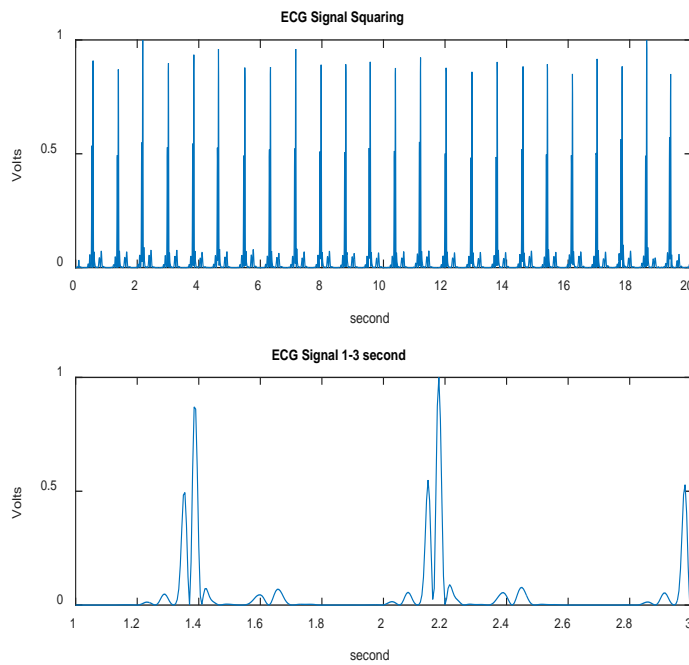 ECG Signal Squaring
1
0.5
0
Volts
0 2 4 6 8 10 12 14 16 18 20
second
ECG Signal 1-3 second
1
0.5
0
Volts
1 1.2 1.4 1.6 1.8 2 2.2 2.4 2.6 2.8 3
second